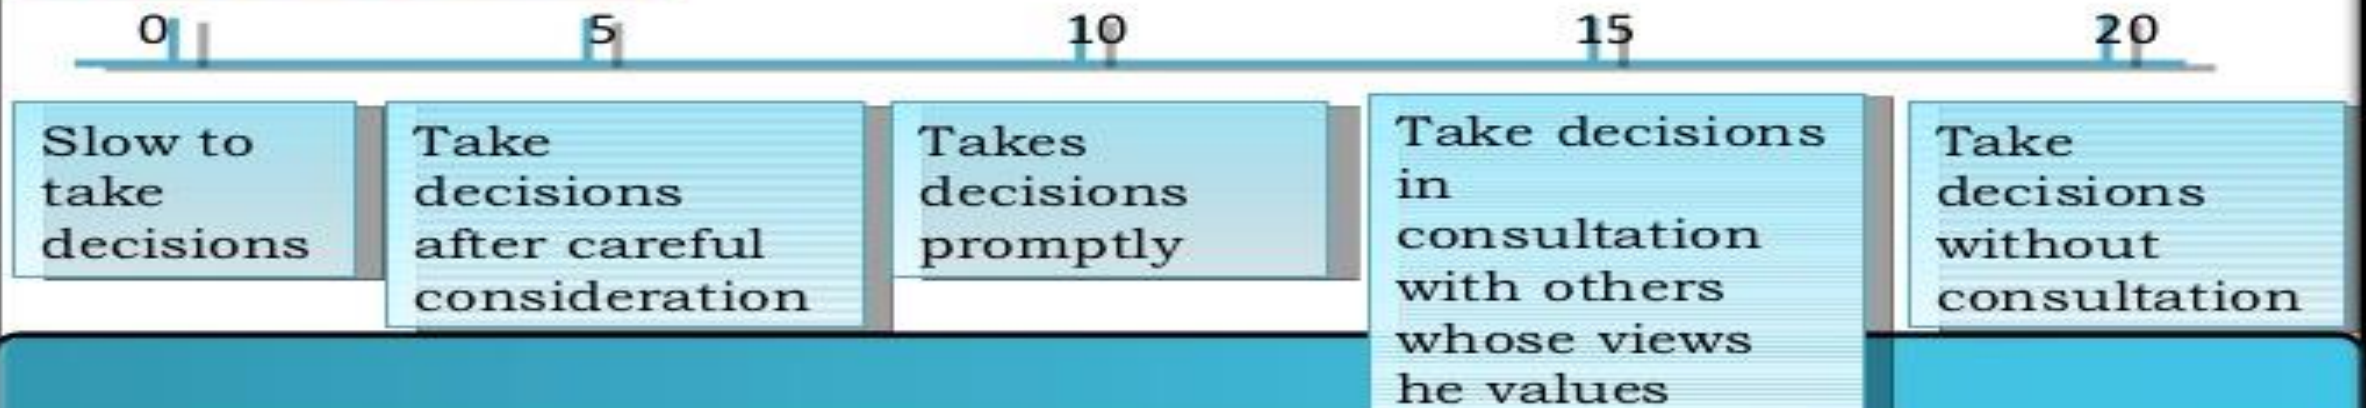 0 5 10 15 20
Slow to
take
decisions
Take
decisions
after careful
consideration
Takes
decisions
promptly
Take decisions
in
consultation
with others
whose views
he values
Take
decisions
without
consultation